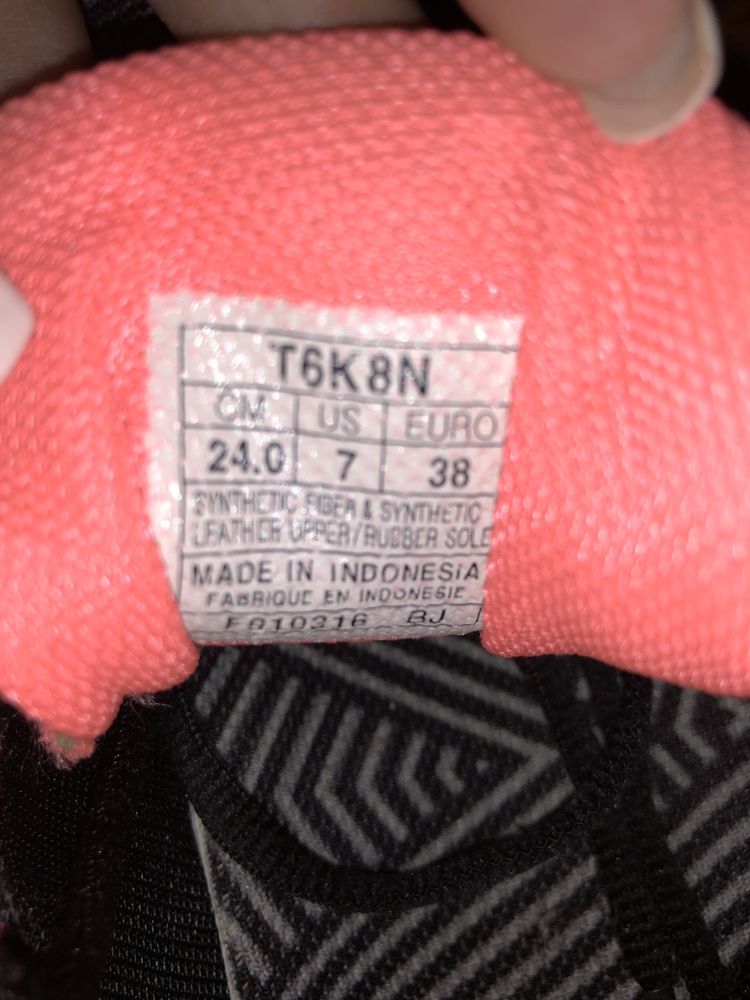 T6K8N
CM US EURO
24.0 7 38
SYNTHETIC FIBER & SYNTHETIC
LEATHER UPPER/RUBBER SOLE
MADE IN INDONESIA
FABRIQUE EN INDONESIE
BJ